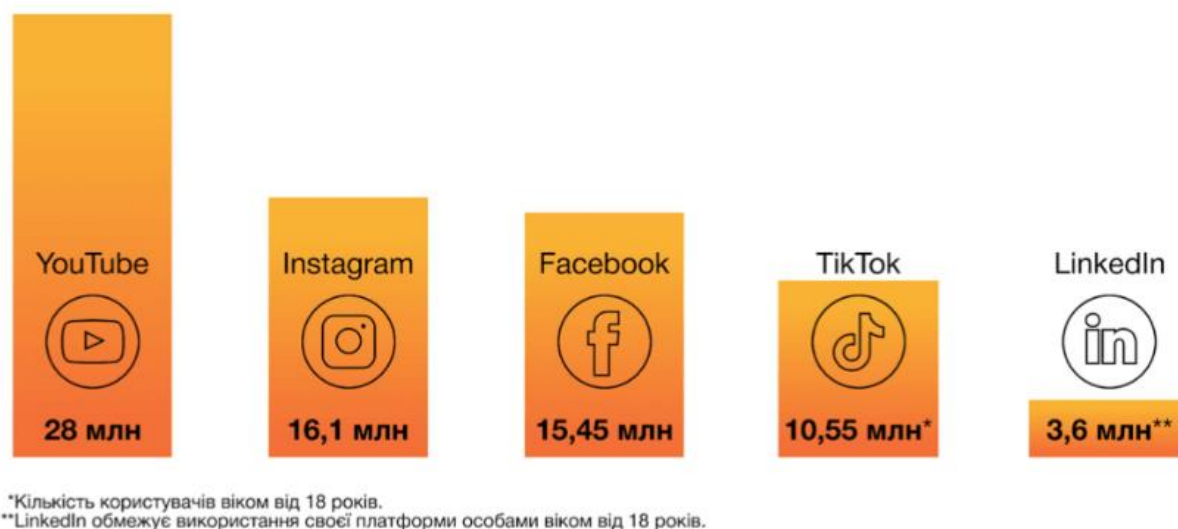 YouTube
28 млн
Instagram
16,1 млн
Facebook
15,45 млн
TikTok
10,55 млн*
LinkedIn
in
3,6 млн**
*Кількість користувачів віком від 18 років.
**LinkedIn обмежує використання своєї платформи особами віком від 18 років.